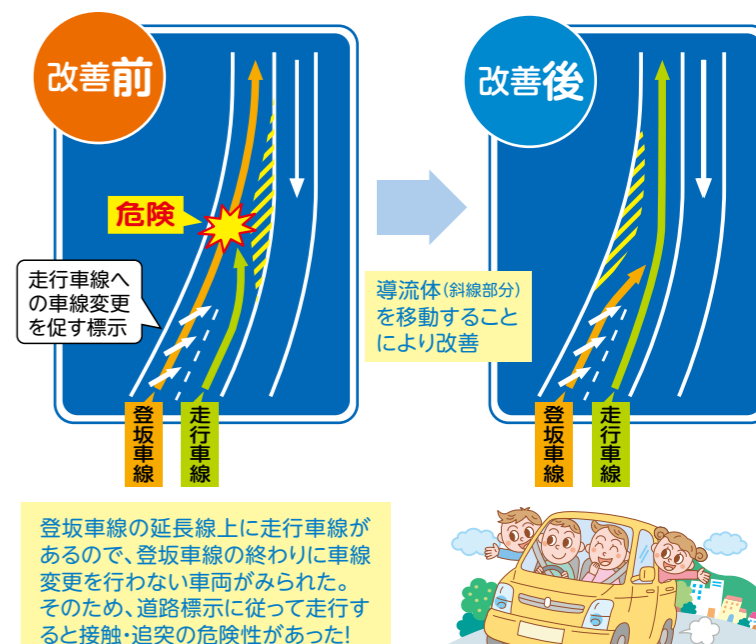 改善前
危険
走行車線へ
の車線変更
を促す標示
登坂車線
走行車線
導流体(斜線部分)
を移動すること
により改善
改善後
登坂車線
走行車線
登坂車線の延長線上に走行車線が
あるので、登坂車線の終わりに車線
変更を行わない車両がみられた。
そのため、道路標示に従って走行す
ると接触・追突の危険性があった!